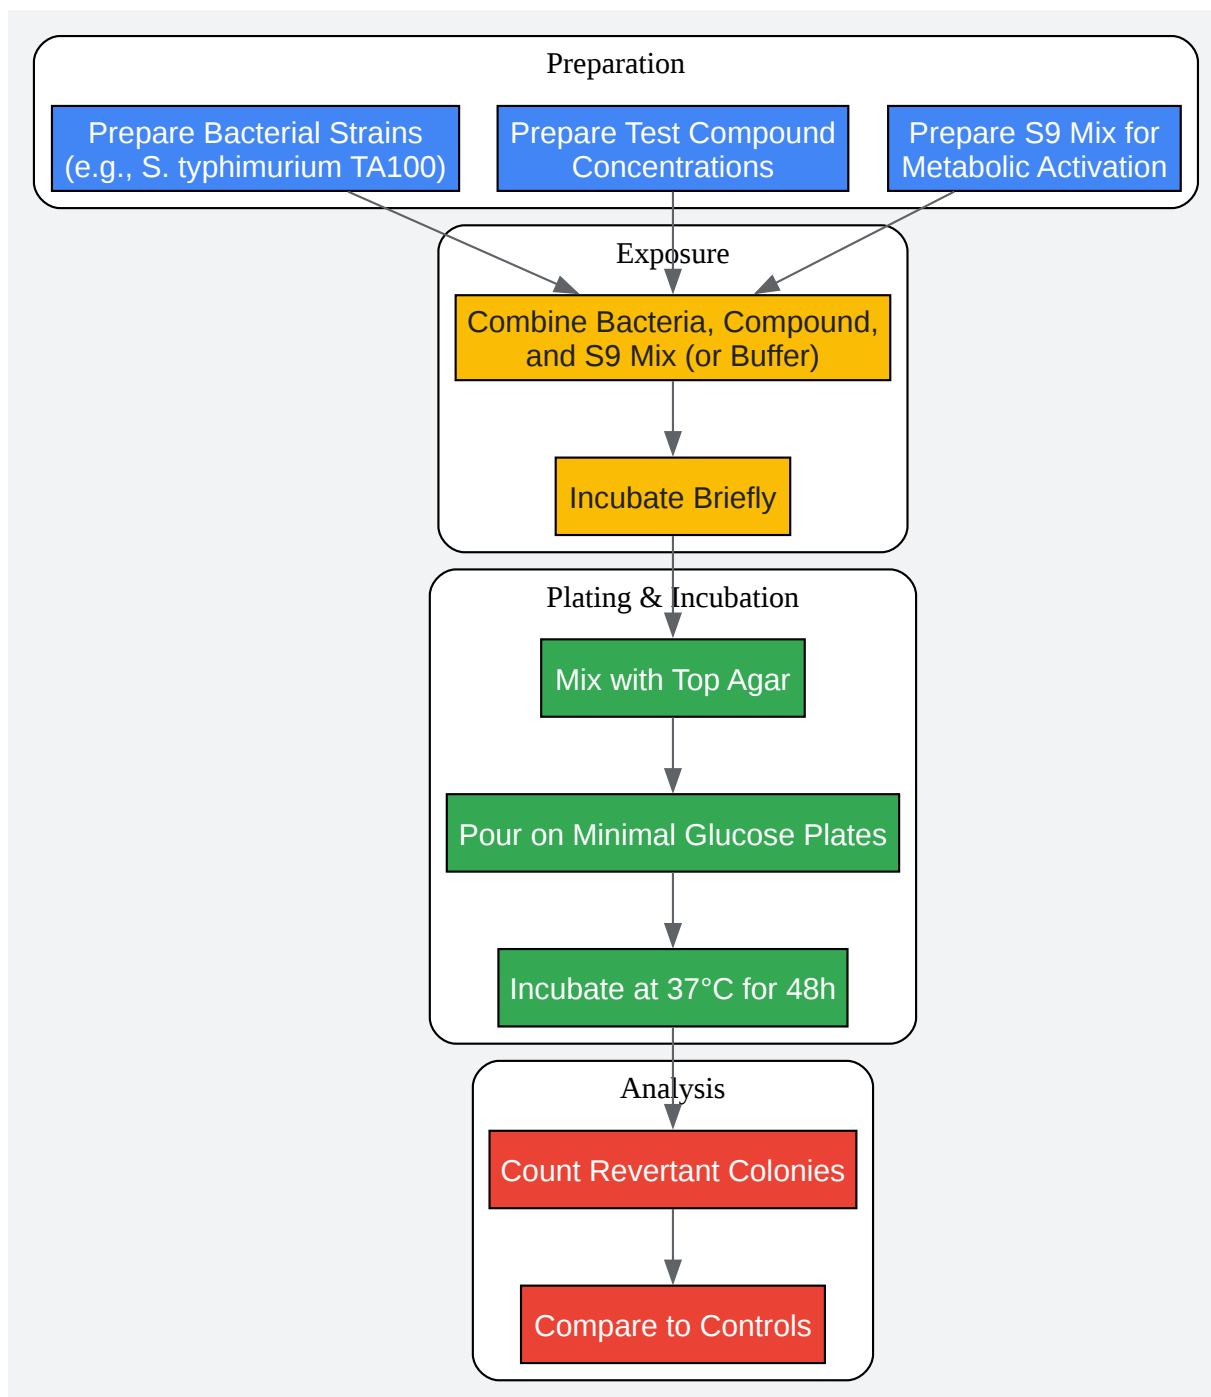 Preparation
Prepare Bacterial Strains
(e.g., S. typhimurium TA100)
Prepare Test Compound
Concentrations
Prepare S9 Mix for
Metabolic Activation
Exposure
Combine Bacteria, Compound,
and S9 Mix (or Buffer)
Incubate Briefly
Plating & Incubation
Mix with Top Agar
Pour on Minimal Glucose Plates
Incubate at 37°C for 48h
Analysis
Count Revertant Colonies
Compare to Controls